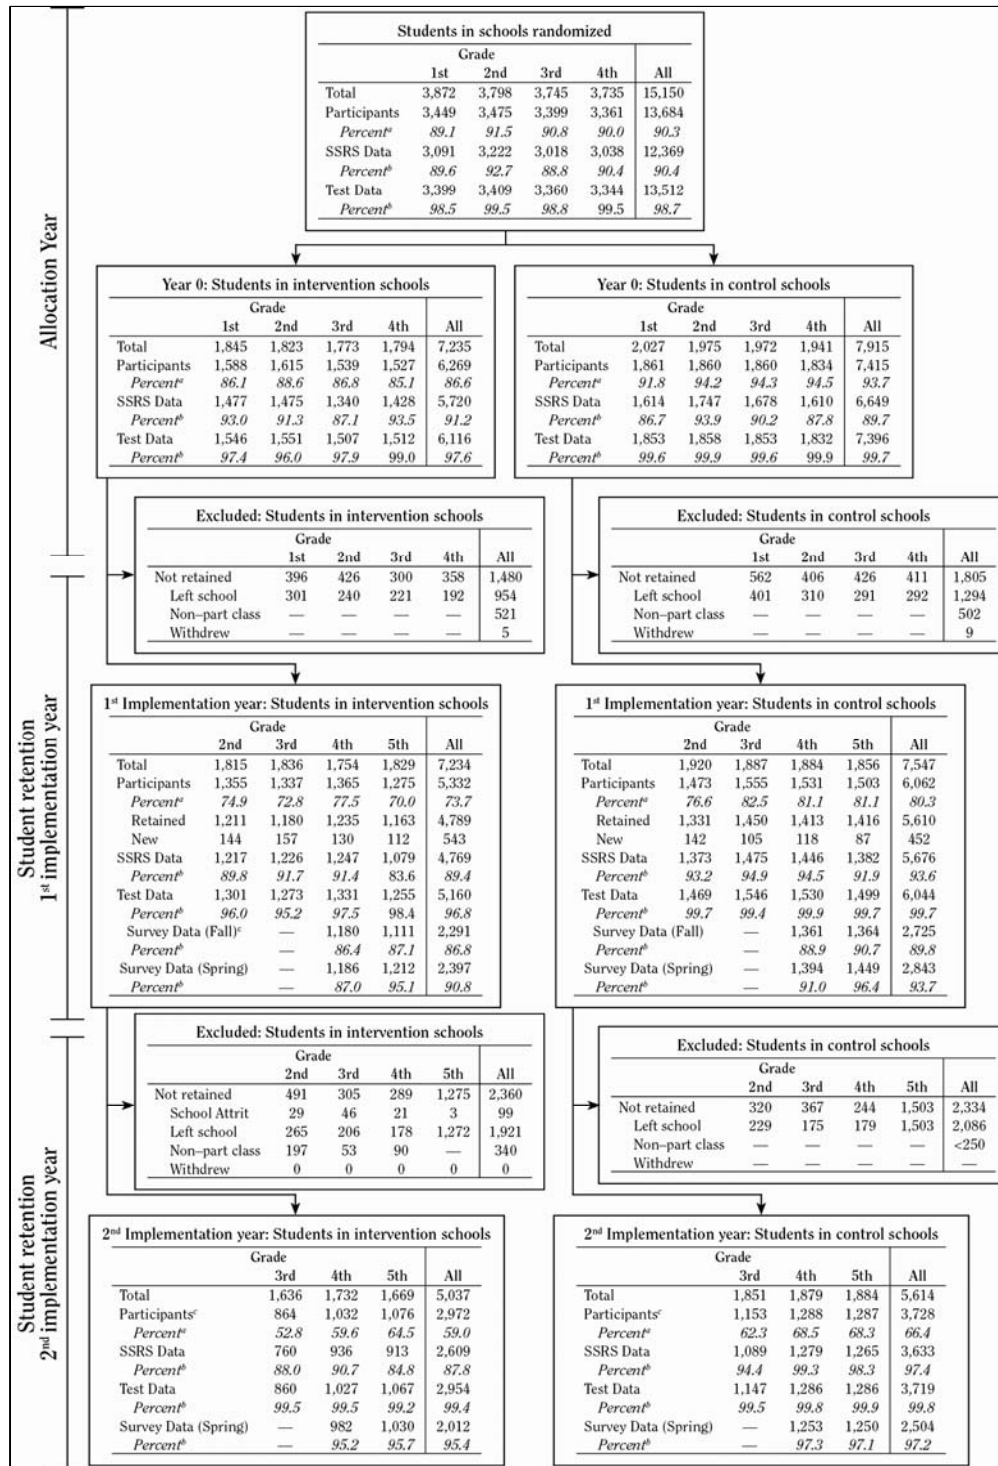 Allocation Year
Students in schools randomized
Grade
1st 2nd 3rd 4th All
Total 3,872 3,798 3,745 3,735 15,150
Participants 3,449 3,475 3,399 3,361 13,684
Percentᵃ 89.1 91.5 90.8 90.0 90.3
SSRS Data 3,091 3,222 3,018 3,038 12,369
Percentᵇ 89.6 92.7 88.8 90.4 90.4
Test Data 3,399 3,409 3,360 3,344 13,512
Percentᵇ 98.5 99.5 98.8 99.5 98.7
Year 0: Students in intervention schools
Grade
1st 2nd 3rd 4th All
Total 1,845 1,823 1,773 1,794 7,235
Participants 1,588 1,615 1,539 1,527 6,269
Percentᵃ 86.1 88.6 86.8 85.1 86.6
SSRS Data 1,477 1,475 1,340 1,428 5,720
Percentᵇ 93.0 91.3 87.1 93.5 91.2
Test Data 1,546 1,551 1,507 1,512 6,116
Percentᵇ 97.4 96.0 97.9 99.0 97.6
Year 0: Students in control schools
Grade
1st 2nd 3rd 4th All
Total 2,027 1,975 1,972 1,941 7,915
Participants 1,861 1,860 1,860 1,834 7,415
Percentᵃ 91.8 94.2 94.3 94.5 93.7
SSRS Data 1,614 1,747 1,678 1,610 6,649
Percentᵇ 86.7 93.9 90.2 87.8 89.7
Test Data 1,853 1,858 1,853 1,832 7,396
Percentᵇ 99.6 99.9 99.6 99.9 99.7
Excluded: Students in intervention schools
Grade
1st 2nd 3rd 4th All
Not retained 396 426 300 358 1,480
Left school 301 240 221 192 954
Non–part class — — — — 521
Withdrew — — — — 5
Excluded: Students in control schools
Grade
1st 2nd 3rd 4th All
Not retained 562 406 426 411 1,805
Left school 401 310 291 292 1,294
Non–part class — — — — 502
Withdrew — — — — 9
Student retention
1ˢᵗ implementation year
1ˢᵗ Implementation year: Students in intervention schools
Grade
2nd 3rd 4th 5th All
Total 1,815 1,836 1,754 1,829 7,234
Participants 1,355 1,337 1,365 1,275 5,332
Percentᵃ 74.9 72.8 77.5 70.0 73.7
Retained 1,211 1,180 1,235 1,163 4,789
New 144 157 130 112 543
SSRS Data 1,217 1,226 1,247 1,079 4,769
Percentᵇ 89.8 91.7 91.4 83.6 89.4
Test Data 1,301 1,273 1,331 1,255 5,160
Percentᵇ 96.0 95.2 97.5 98.4 96.8
Survey Data (Fall)ᶜ — 1,180 1,111 2,291
Percentᵇ 86.4 87.1 86.8
Survey Data (Spring) — 1,186 1,212 2,397
Percentᵇ — 87.0 95.1 90.8
1ˢᵗ Implementation year: Students in control schools
Grade
2nd 3rd 4th 5th All
Total 1,920 1,887 1,884 1,856 7,547
Participants 1,473 1,555 1,531 1,503 6,062
Percentᵃ 76.6 82.5 81.1 81.1 80.3
Retained 1,331 1,450 1,413 1,416 5,610
New 142 105 118 87 452
SSRS Data 1,373 1,475 1,446 1,382 5,676
Percentᵇ 93.2 94.9 94.5 91.9 93.6
Test Data 1,469 1,546 1,530 1,499 6,044
Percentᵇ 99.7 99.4 99.9 99.7 99.7
Survey Data (Fall) — 1,361 1,364 2,725
Percentᵇ 88.9 90.7 89.8
Survey Data (Spring) — 1,394 1,449 2,843
Percentᵇ — 91.0 96.4 93.7
Student retention
2ⁿᵈ implementation year
Excluded: Students in intervention schools
Grade
2nd 3rd 4th 5th All
Not retained 491 305 289 1,275 2,360
School Attrit 29 46 21 3 99
Left school 265 206 178 1,272 1,921
Non–part class 197 53 90 — 340
Withdrew 0 0 0 0 0
Excluded: Students in control schools
Grade
2nd 3rd 4th 5th All
Not retained 320 367 244 1,503 2,334
Left school 229 175 179 1,503 2,086
Non–part class — — — — <250
Withdrew — — — — —
2ⁿᵈ Implementation year: Students in intervention schools
Grade
3rd 4th 5th All
Total 1,636 1,732 1,669 5,037
Participantsᶜ 864 1,032 1,076 2,972
Percentᵃ 52.8 59.6 64.5 59.0
SSRS Data 760 936 913 2,609
Percentᵇ 88.0 90.7 84.8 87.8
Test Data 860 1,027 1,067 2,954
Percentᵇ 99.5 99.5 99.2 99.4
Survey Data (Spring) — 982 1,030 2,012
Percentᵇ — 95.2 95.7 95.4
2ⁿᵈ Implementation year: Students in control schools
Grade
3rd 4th 5th All
Total 1,851 1,879 1,884 5,614
Participantsᶜ 1,153 1,288 1,287 3,728
Percentᵃ 62.3 68.5 68.3 66.4
SSRS Data 1,089 1,279 1,265 3,633
Percentᵇ 94.4 99.3 98.3 97.4
Test Data 1,147 1,286 1,286 3,719
Percentᵇ 99.5 99.8 99.9 99.8
Survey Data (Spring) — 1,253 1,250 2,504
Percentᵇ — 97.3 97.1 97.2